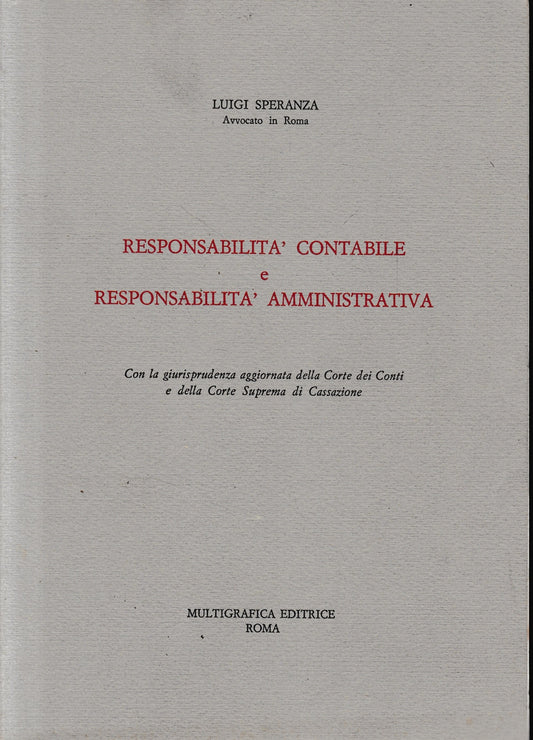 LUIGI SPERANZA
Avvocato in Roma
RESPONSABILITA' CONTABILE
e
RESPONSABILITA' AMMINISTRATIVA
Con la giurisprudenza aggiornata della Corte dei Conti
e della Corte Suprema di Cassazione
MULTIGRAFICA EDITRICE
ROMA